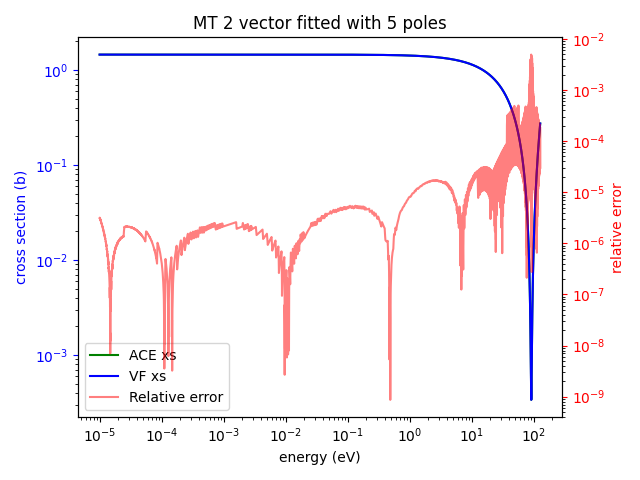 MT 2 vector fitted with 5 poles
cross section (b)
10⁰
10⁻¹
10⁻²
10⁻³
10⁻²
10⁻³
10⁻⁴
10⁻⁵
10⁻⁶
10⁻⁷
10⁻⁸
10⁻⁹
relative error
ACE xs
VF xs
Relative error
10⁻⁵ 10⁻⁴ 10⁻³ 10⁻² 10⁻¹ 10⁰ 10¹ 10²
energy (eV)